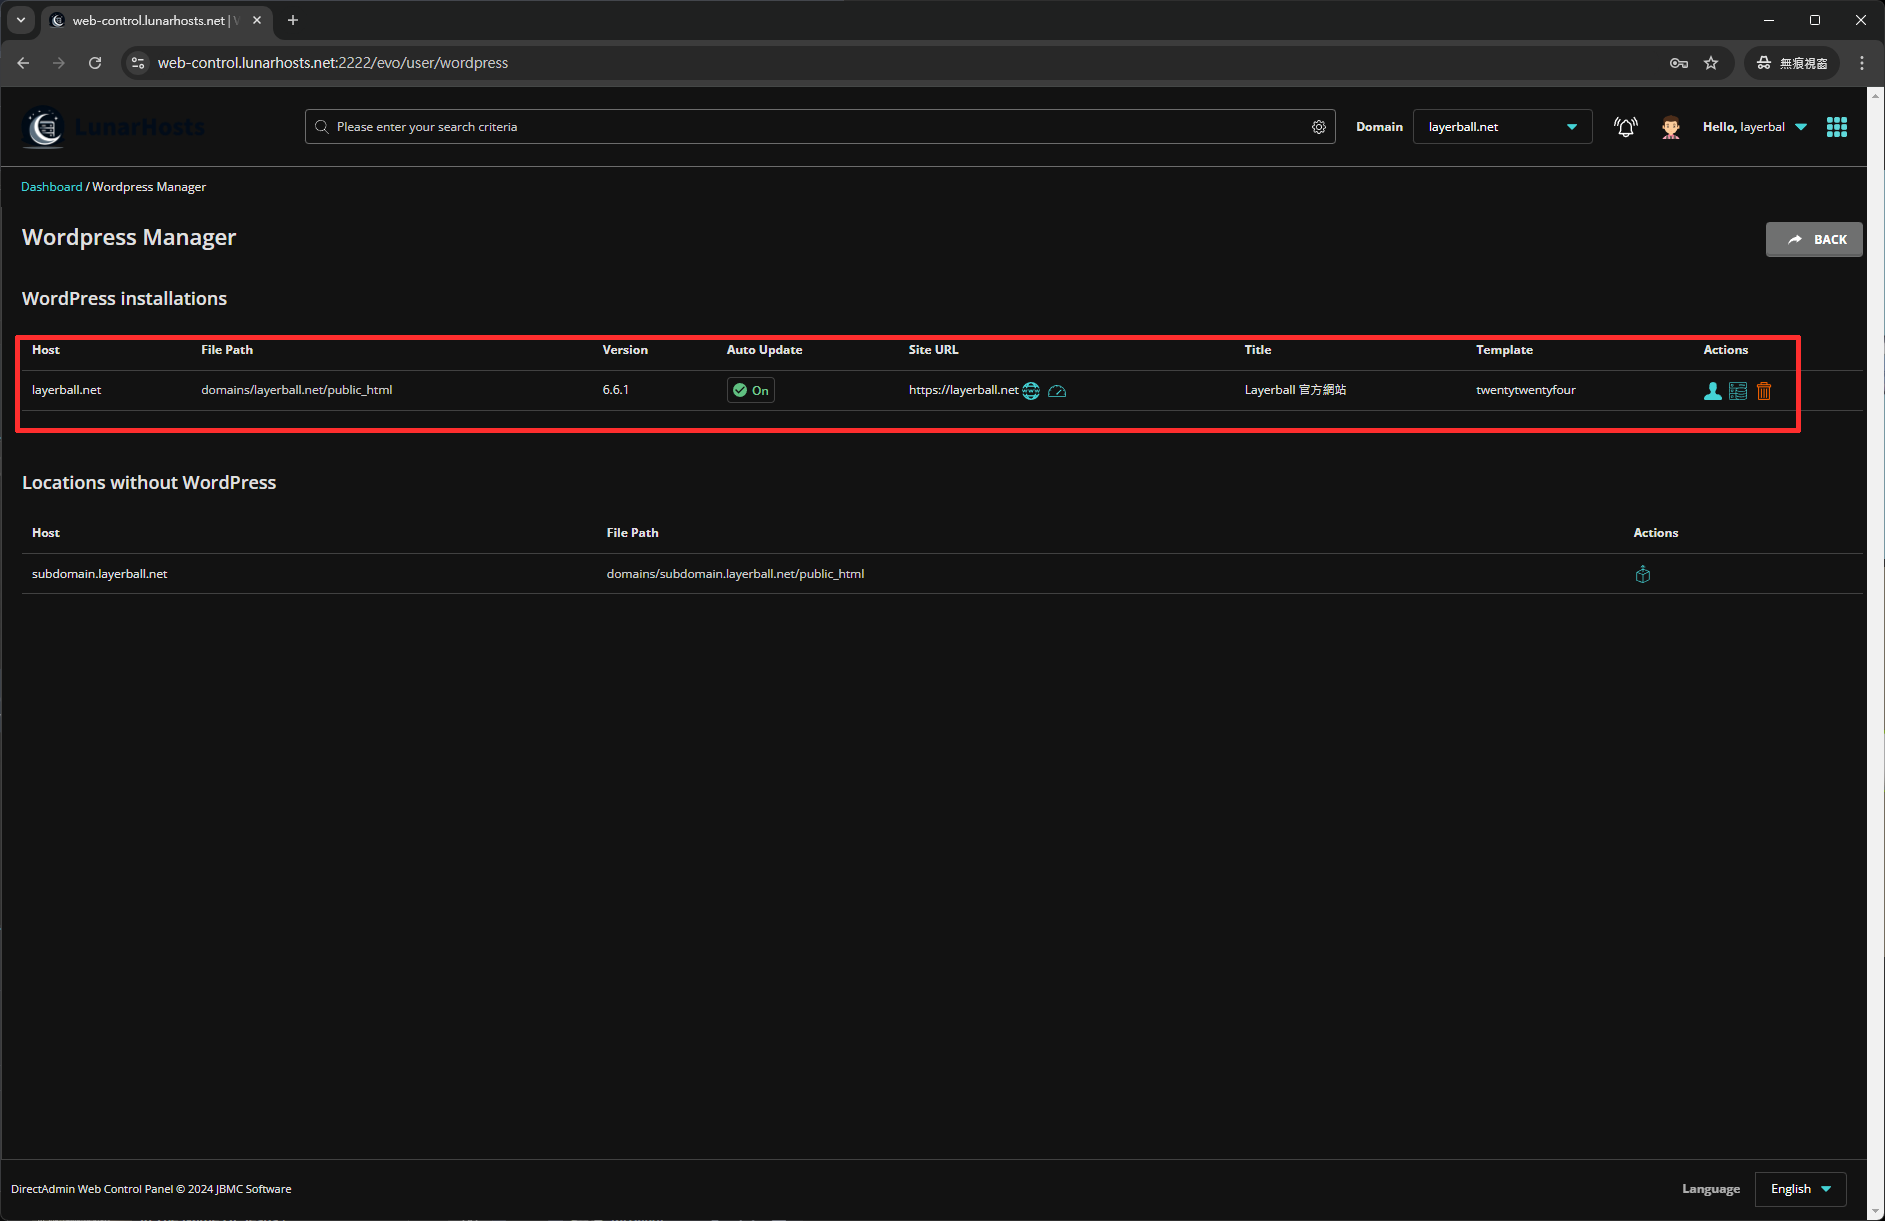 web-control.lunarhosts.net |
web-control.lunarhosts.net:2222/evo/user/wordpress
無痕視窗
LunarHosts
Please enter your search criteria
Domain
layerball.net
Hello, layerbal
Dashboard / Wordpress Manager
Wordpress Manager
BACK
WordPress installations
Host File Path Version Auto Update Site URL Title Template Actions
layerball.net domains/layerball.net/public_html 6.6.1 On https://layerball.net Layerball 官方網站 twentytwentyfour
Locations without WordPress
Host File Path Actions
subdomain.layerball.net domains/subdomain.layerball.net/public_html
DirectAdmin Web Control Panel © 2024 JBMC Software
Language
English